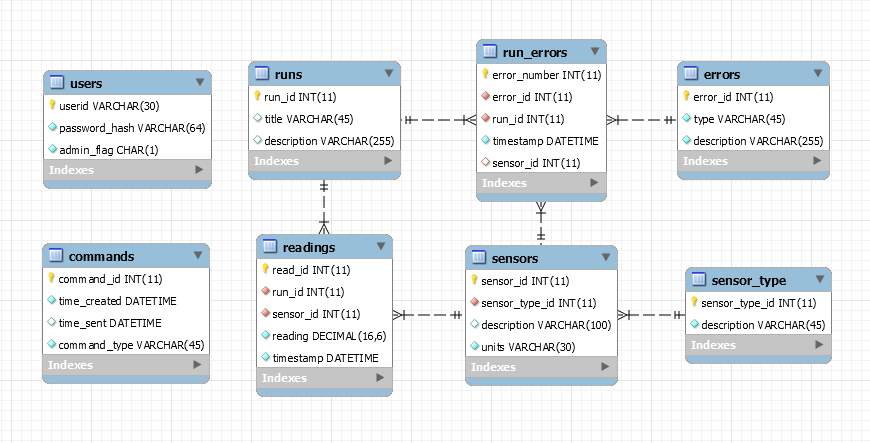 users
userid VARCHAR(30)
password_hash VARCHAR(64)
admin_flag CHAR(1)
Indexes
runs
run_id INT(11)
title VARCHAR(45)
description VARCHAR(255)
Indexes
run_errors
error_number INT(11)
error_id INT(11)
run_id INT(11)
timestamp DATETIME
sensor_id INT(11)
Indexes
errors
error_id INT(11)
type VARCHAR(45)
description VARCHAR(255)
Indexes
commands
command_id INT(11)
time_created DATETIME
time_sent DATETIME
command_type VARCHAR(45)
Indexes
readings
read_id INT(11)
run_id INT(11)
sensor_id INT(11)
reading DECIMAL(16,6)
timestamp DATETIME
Indexes
sensors
sensor_id INT(11)
sensor_type_id INT(11)
description VARCHAR(100)
units VARCHAR(30)
Indexes
sensor_type
sensor_type_id INT(11)
description VARCHAR(45)
Indexes